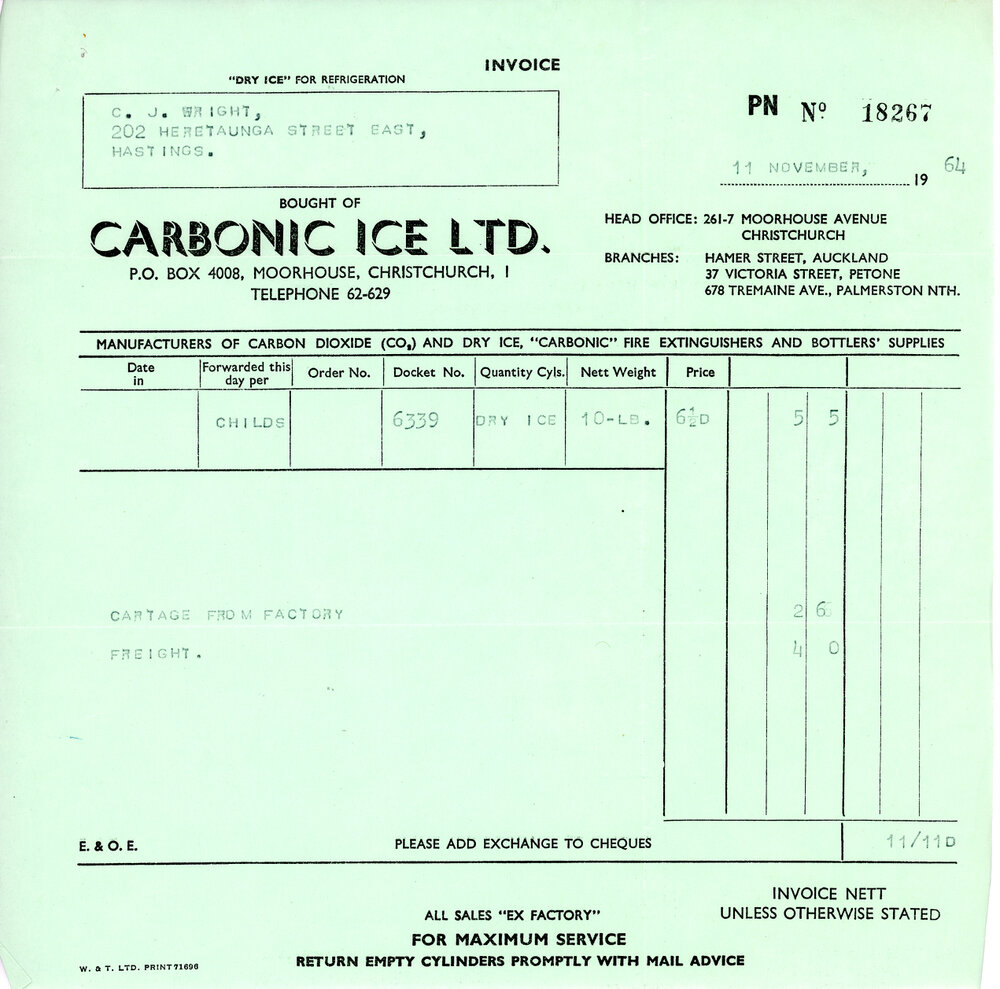 INVOICE
"DRY ICE" FOR REFRIGERATION
C. J. WRIGHT,
202 HERETAUNGA STREET EAST,
HASTINGS.
PN Nº 18267
11 NOVEMBER, 19 64
BOUGHT OF
CARBONIC ICE LTD.
P.O. BOX 4008, MOORHOUSE, CHRISTCHURCH, 1
TELEPHONE 62-629
HEAD OFFICE: 261-7 MOORHOUSE AVENUE
CHRISTCHURCH
BRANCHES: HAMER STREET, AUCKLAND
37 VICTORIA STREET, PETONE
678 TREMAINE AVE., PALMERSTON NTH.
MANUFACTURERS OF CARBON DIOXIDE (CO₂) AND DRY ICE, "CARBONIC" FIRE EXTINGUISHERS AND BOTTLERS' SUPPLIES
Date in Forwarded this day per Order No. Docket No. Quantity Cyls. Nett Weight Price
CHILDS 6339 DRY ICE 10-LB. 6½D 5 5
CARTAGE FROM FACTORY 2 6
FREIGHT. 4 0
E. & O. E. PLEASE ADD EXCHANGE TO CHEQUES 11/11D
INVOICE NETT
UNLESS OTHERWISE STATED
ALL SALES "EX FACTORY"
FOR MAXIMUM SERVICE
RETURN EMPTY CYLINDERS PROMPTLY WITH MAIL ADVICE
W. & T. LTD. PRINT 71696